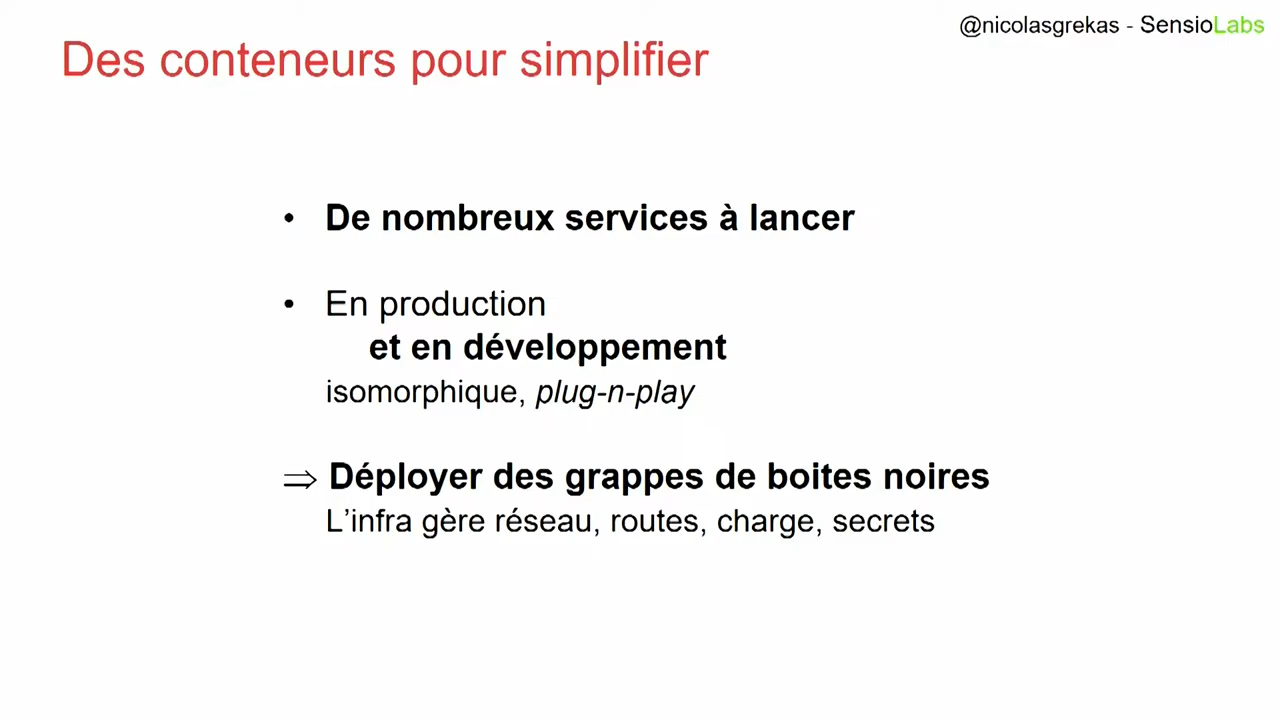 @nicolasgrekas - SensioLabs
Des conteneurs pour simplifier
• De nombreux services à lancer
• En production
et en développement
isomorphique, plug-n-play
⇒ Déployer des grappes de boites noires
L’infra gère réseau, routes, charge, secrets